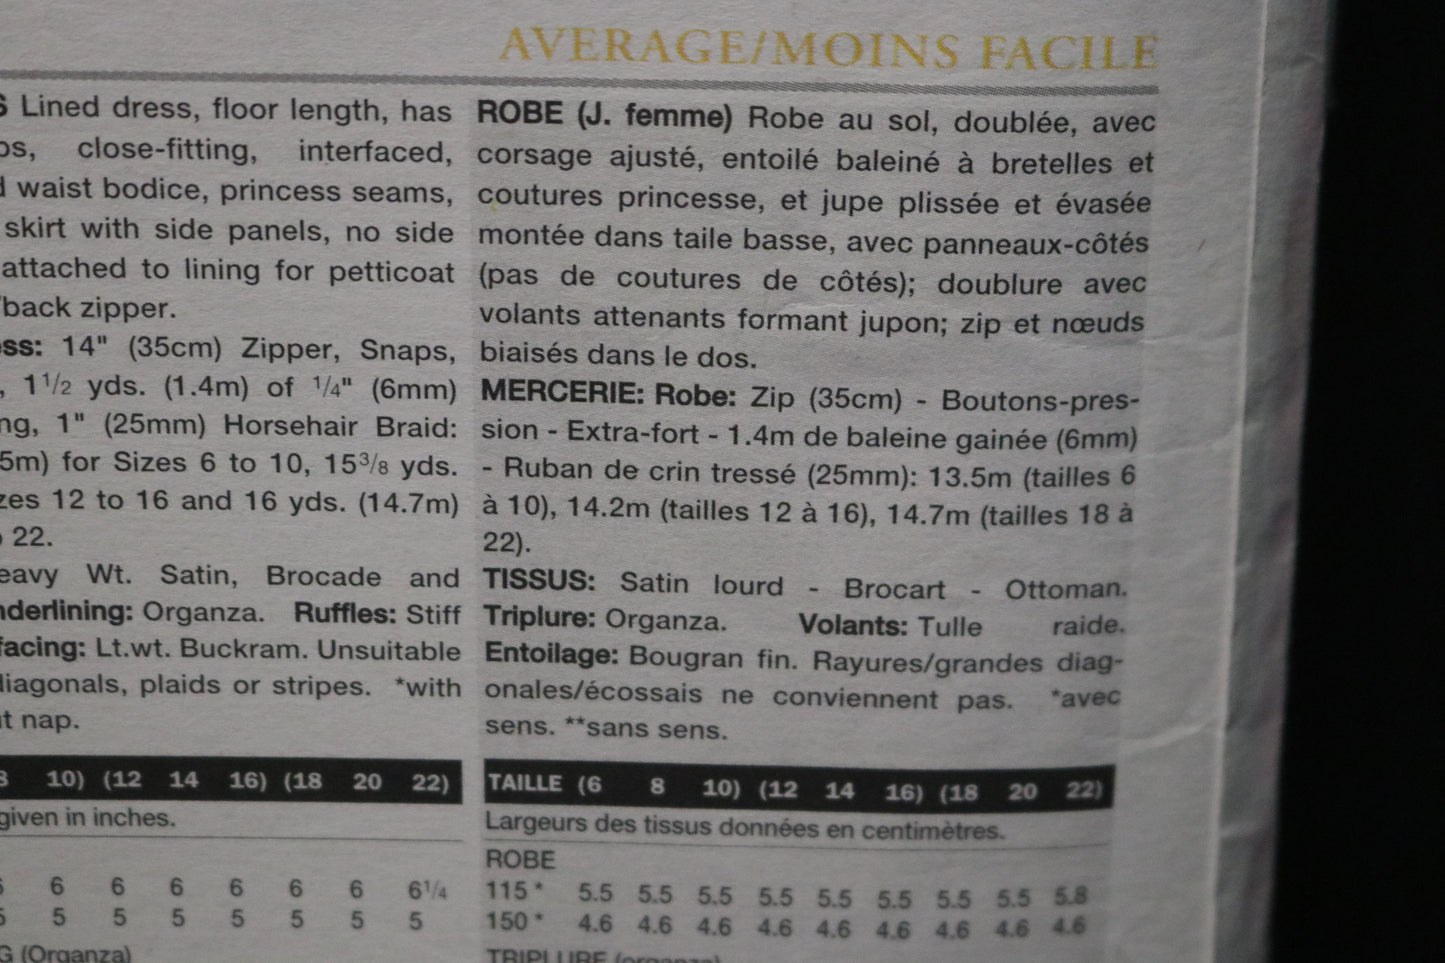 AVERAGE/MOINS FACILE
Lined dress, floor length, has
close-fitting, interfaced,
waist bodice, princess seams,
skirt with side panels, no side
attached to lining for petticoat
back zipper.
14" (35cm) Zipper, Snaps,
, 1 1/2 yds. (1.4m) of 1/4" (6mm)
1" (25mm) Horsehair Braid:
5m) for Sizes 6 to 10, 15 3/8 yds.
12 to 16 and 16 yds. (14.7m)
22.
Wt. Satin, Brocade and
Organza. Ruffles: Stiff
Lt.wt. Buckram. Unsuitable
plaids or stripes. *with
nap.
10) (12 14 16) (18 20 22)
given in inches.
6 6 6 6 6 6 6 1/4
5 5 5 5 5 5 5
(Organza)
ROBE (J. femme) Robe au sol, doublée, avec
corsage ajusté, entoilé baleiné à bretelles et
coutures princesse, et jupe plissée et évasée
montée dans taile basse, avec panneaux-côtés
(pas de coutures de côtés); doublure avec
volants attenants formant jupon; zip et nœuds
biaisés dans le dos.
MERCERIE: Robe: Zip (35cm) - Boutons-pres-
sion - Extra-fort - 1.4m de baleine gainée (6mm)
- Ruban de crin tressé (25mm): 13.5m (tailles 6
à 10), 14.2m (tailles 12 à 16), 14.7m (tailles 18 à
22).
TISSUS: Satin lourd - Brocart - Ottoman.
Triplure: Organza. Volants: Tulle raide.
Entoilage: Bougran fin. Rayures/grandes diag-
onales/écossais ne conviennent pas. *avec
sens. **sans sens.
TAILLE (6 8 10) (12 14 16) (18 20 22)
Largeurs des tissus données en centimètres.
ROBE
115 * 5.5 5.5 5.5 5.5 5.5 5.5 5.5 5.5 5.8
150 * 4.6 4.6 4.6 4.6 4.6 4.6 4.6 4.6 4.6
TRIPLURE (organza)